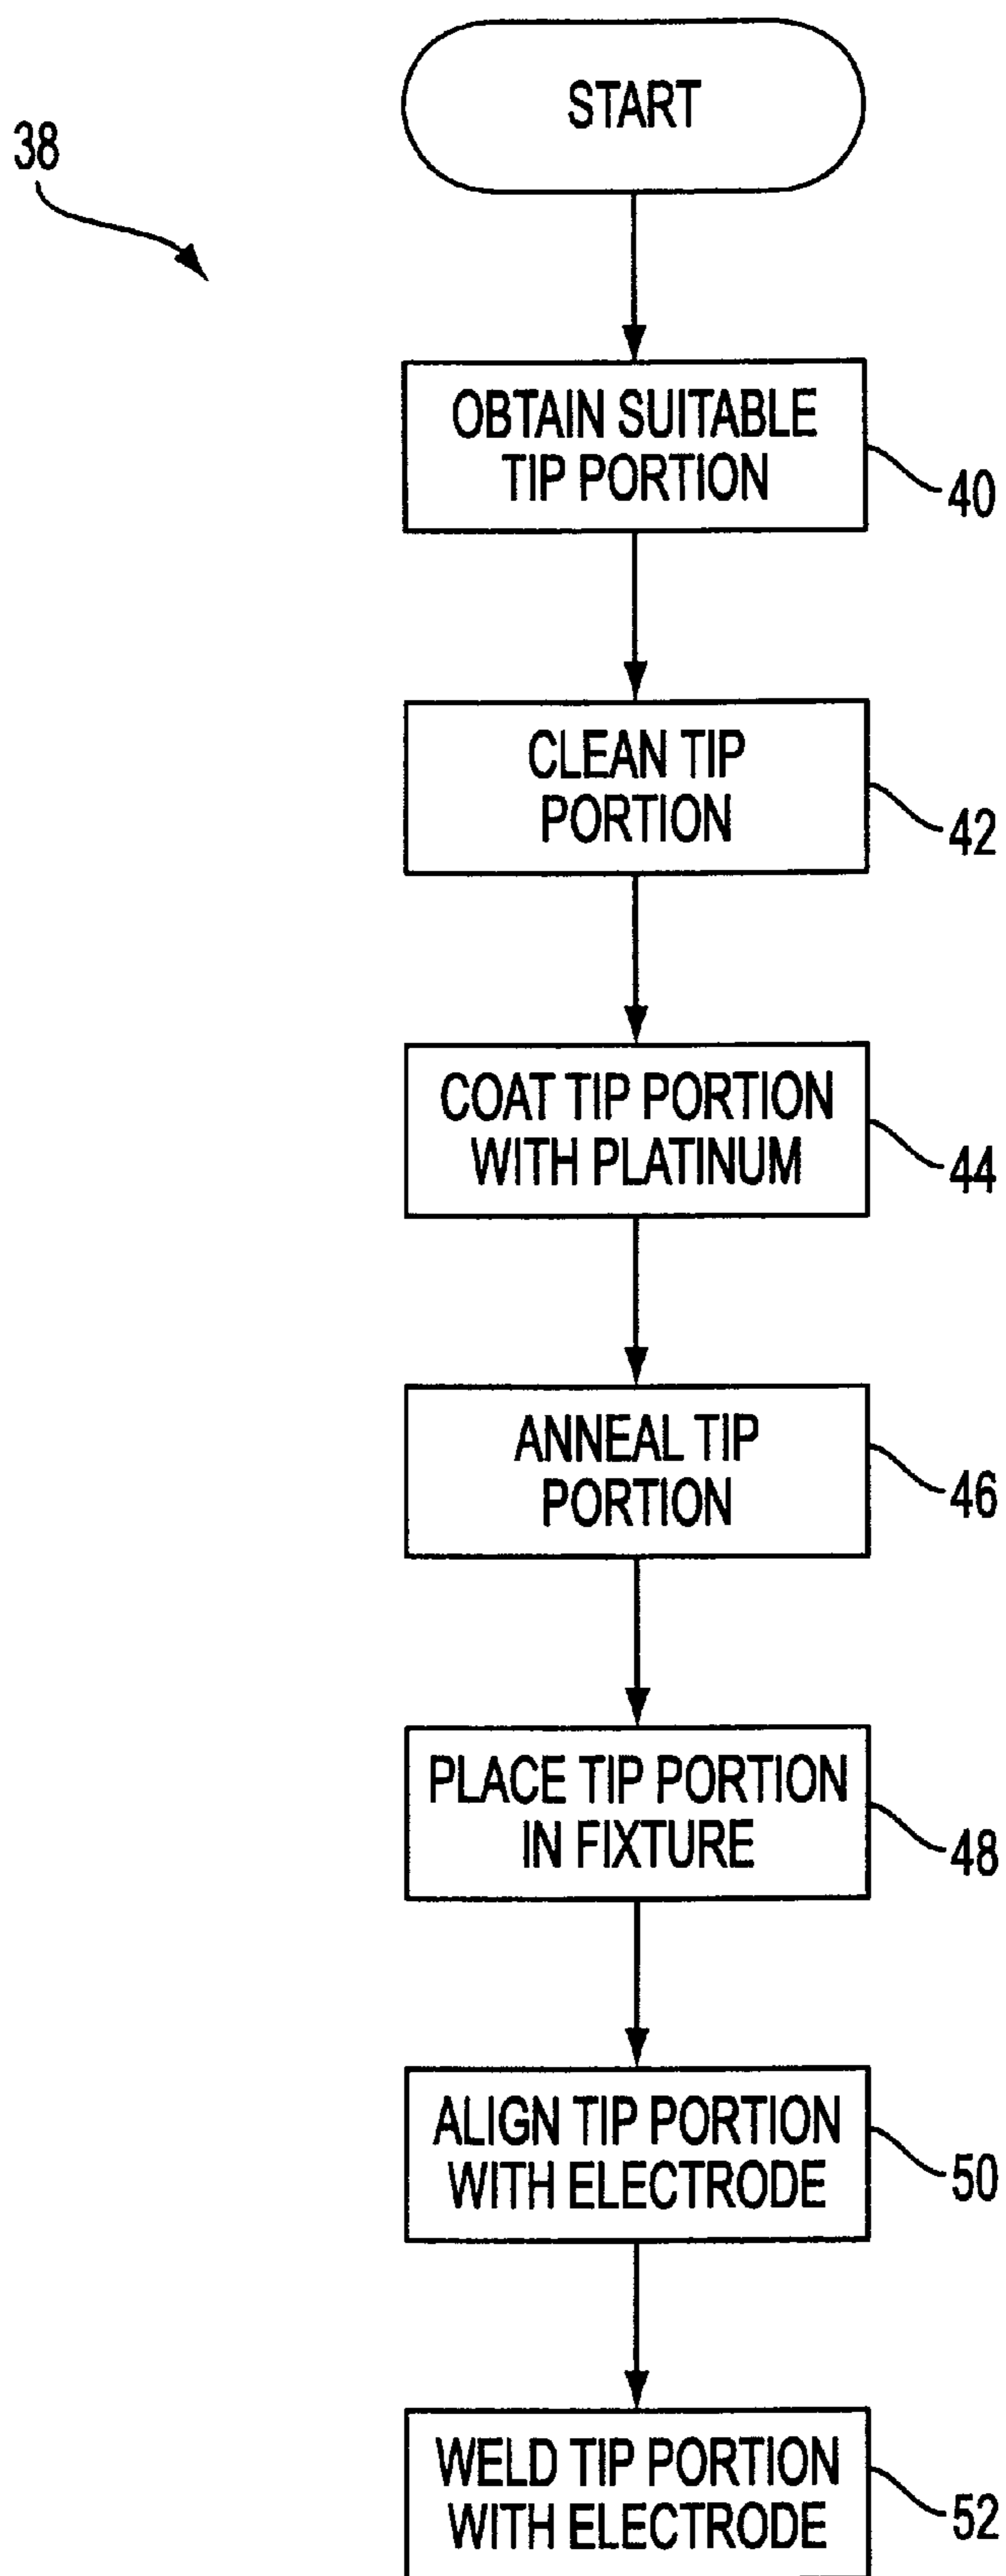 START
38
OBTAIN SUITABLE
TIP PORTION
40
CLEAN TIP
PORTION
42
COAT TIP PORTION
WITH PLATINUM
44
ANNEAL TIP
PORTION
46
PLACE TIP PORTION
IN FIXTURE
48
ALIGN TIP PORTION
WITH ELECTRODE
50
WELD TIP PORTION
WITH ELECTRODE
52